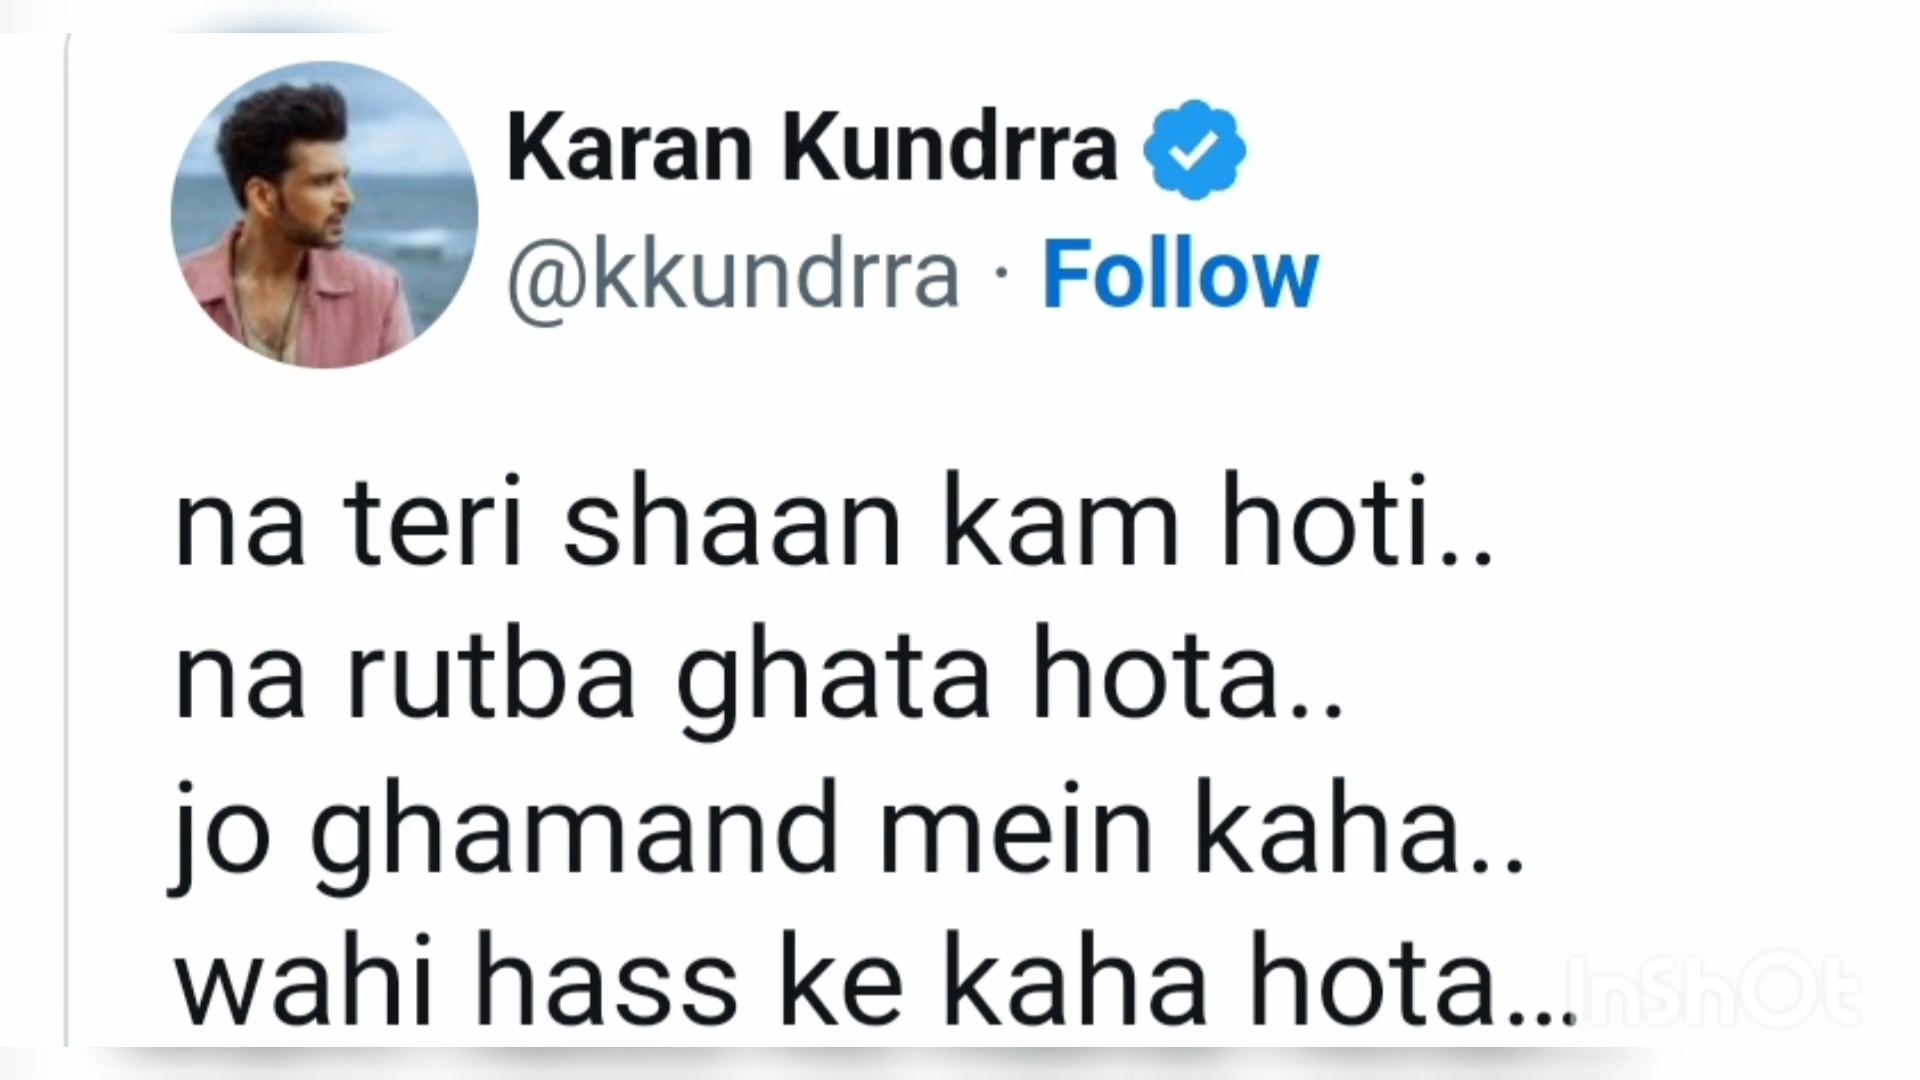 Karan Kundrra
@kkundrra · Follow
na teri shaan kam hoti..
na rutba ghata hota..
jo ghamand mein kaha..
wahi hass ke kaha hota...
InShOt